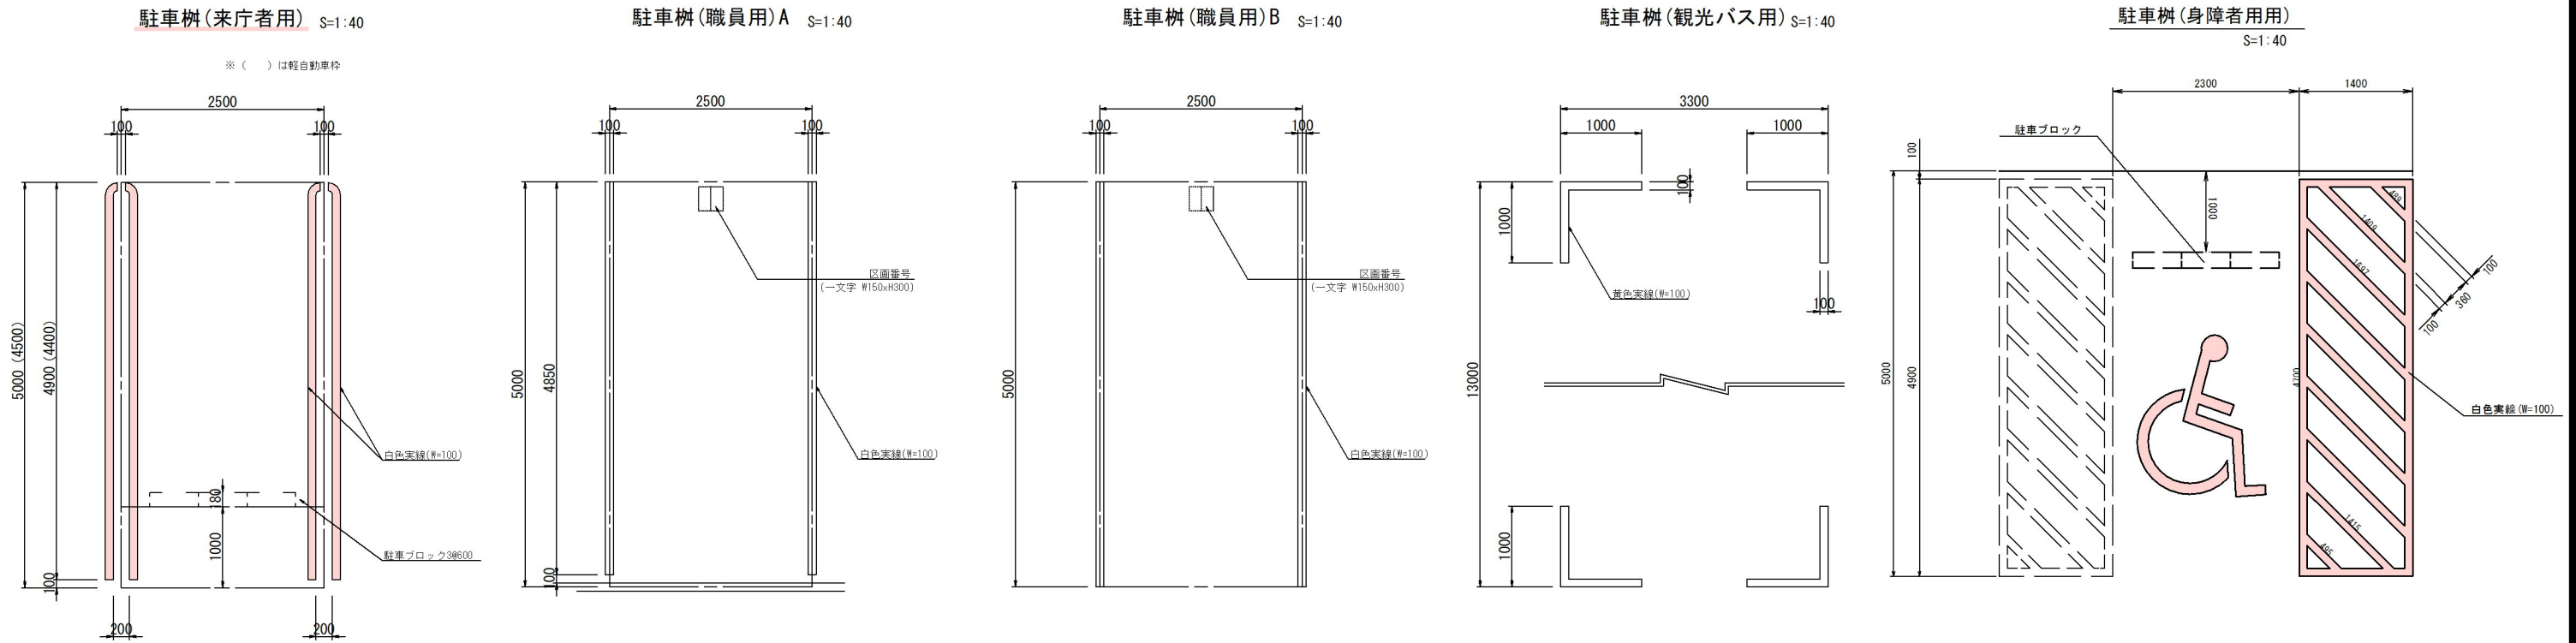 駐車桝(来庁者用) S=1:40
※（　　）は軽自動車枠
2500
100
100
5000 (4500)
4900 (4400)
100
180
1000
白色実線(W=100)
駐車ブロック3@600
200
200
駐車桝(職員用)A S=1:40
2500
100
100
5000
4850
100
区画番号
(一文字 W150xH300)
白色実線(W=100)
駐車桝(職員用)B S=1:40
2500
100
100
5000
区画番号
(一文字 W150xH300)
白色実線(W=100)
駐車桝(観光バス用) S=1:40
3300
1000
1000
100
1000
黄色実線(W=100)
100
13000
1000
駐車桝(身障者用用)
S=1:40
2300
1400
駐車ブロック
100
1000
5000
4900
4700
489
1409
1697
1415
495
100
360
100
白色実線(W=100)